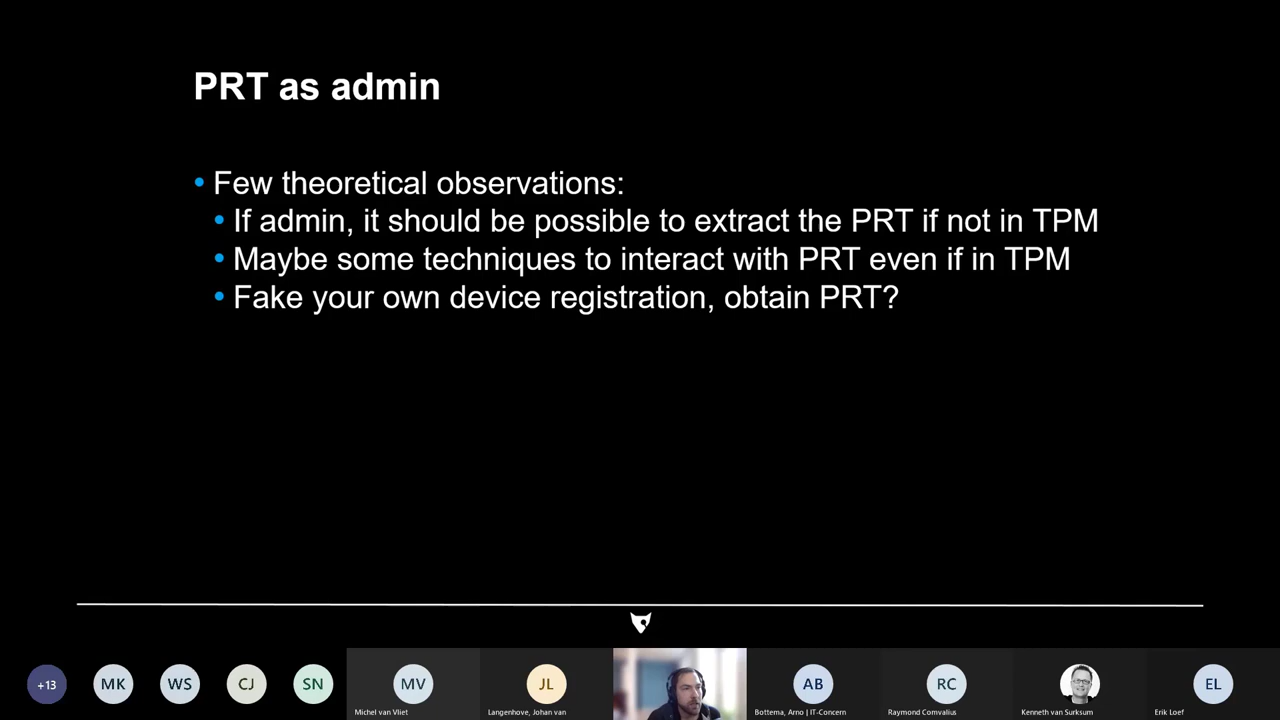 PRT as admin
Few theoretical observations:
If admin, it should be possible to extract the PRT if not in TPM
Maybe some techniques to interact with PRT even if in TPM
Fake your own device registration, obtain PRT?
+13
MK
WS
CJ
SN
MV
JL
AB
RC
EL
Michel van Vliet
Langenhove, Johan van
Bottema, Arno | IT-Concern
Raymond Comvalius
Kenneth van Surksum
Erik Loef